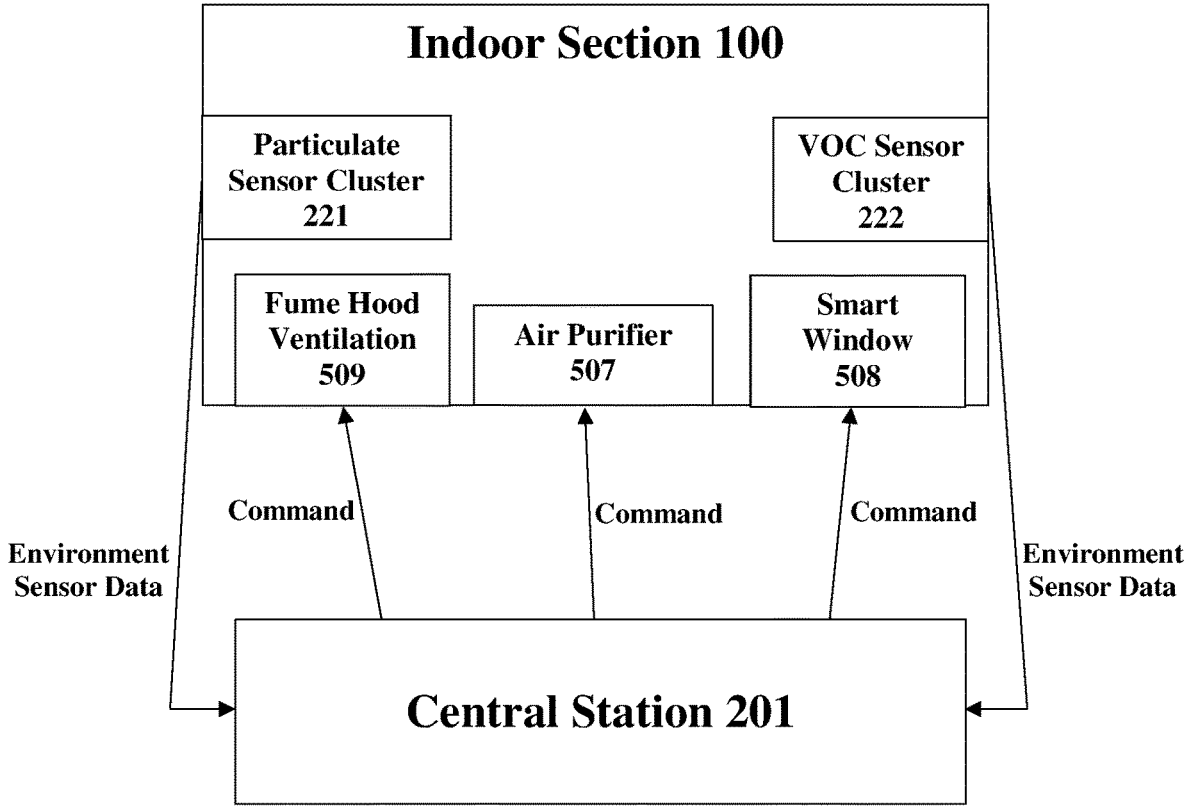 Indoor Section 100
Particulate
Sensor Cluster
221
VOC Sensor
Cluster
222
Fume Hood
Ventilation
509
Air Purifier
507
Smart
Window
508
Command
Command
Command
Environment
Sensor Data
Environment
Sensor Data
Central Station 201